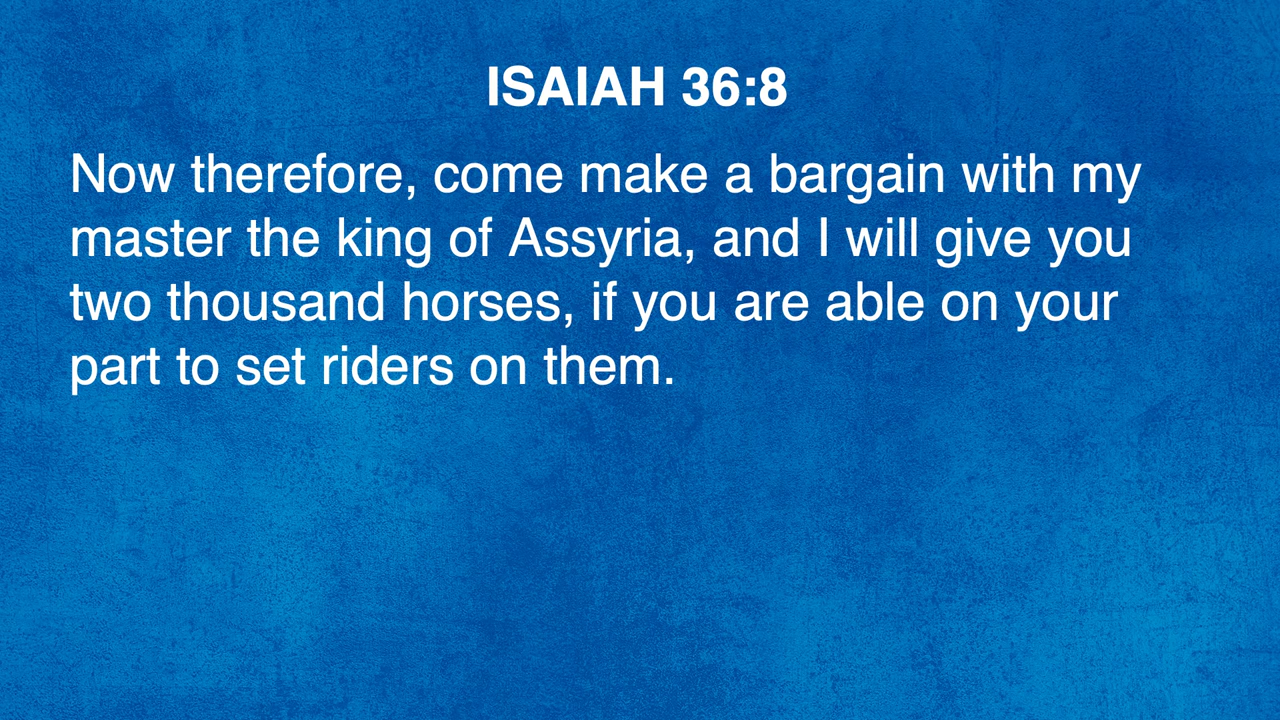 ISAIAH 36:8
Now therefore, come make a bargain with my
master the king of Assyria, and I will give you
two thousand horses, if you are able on your
part to set riders on them.